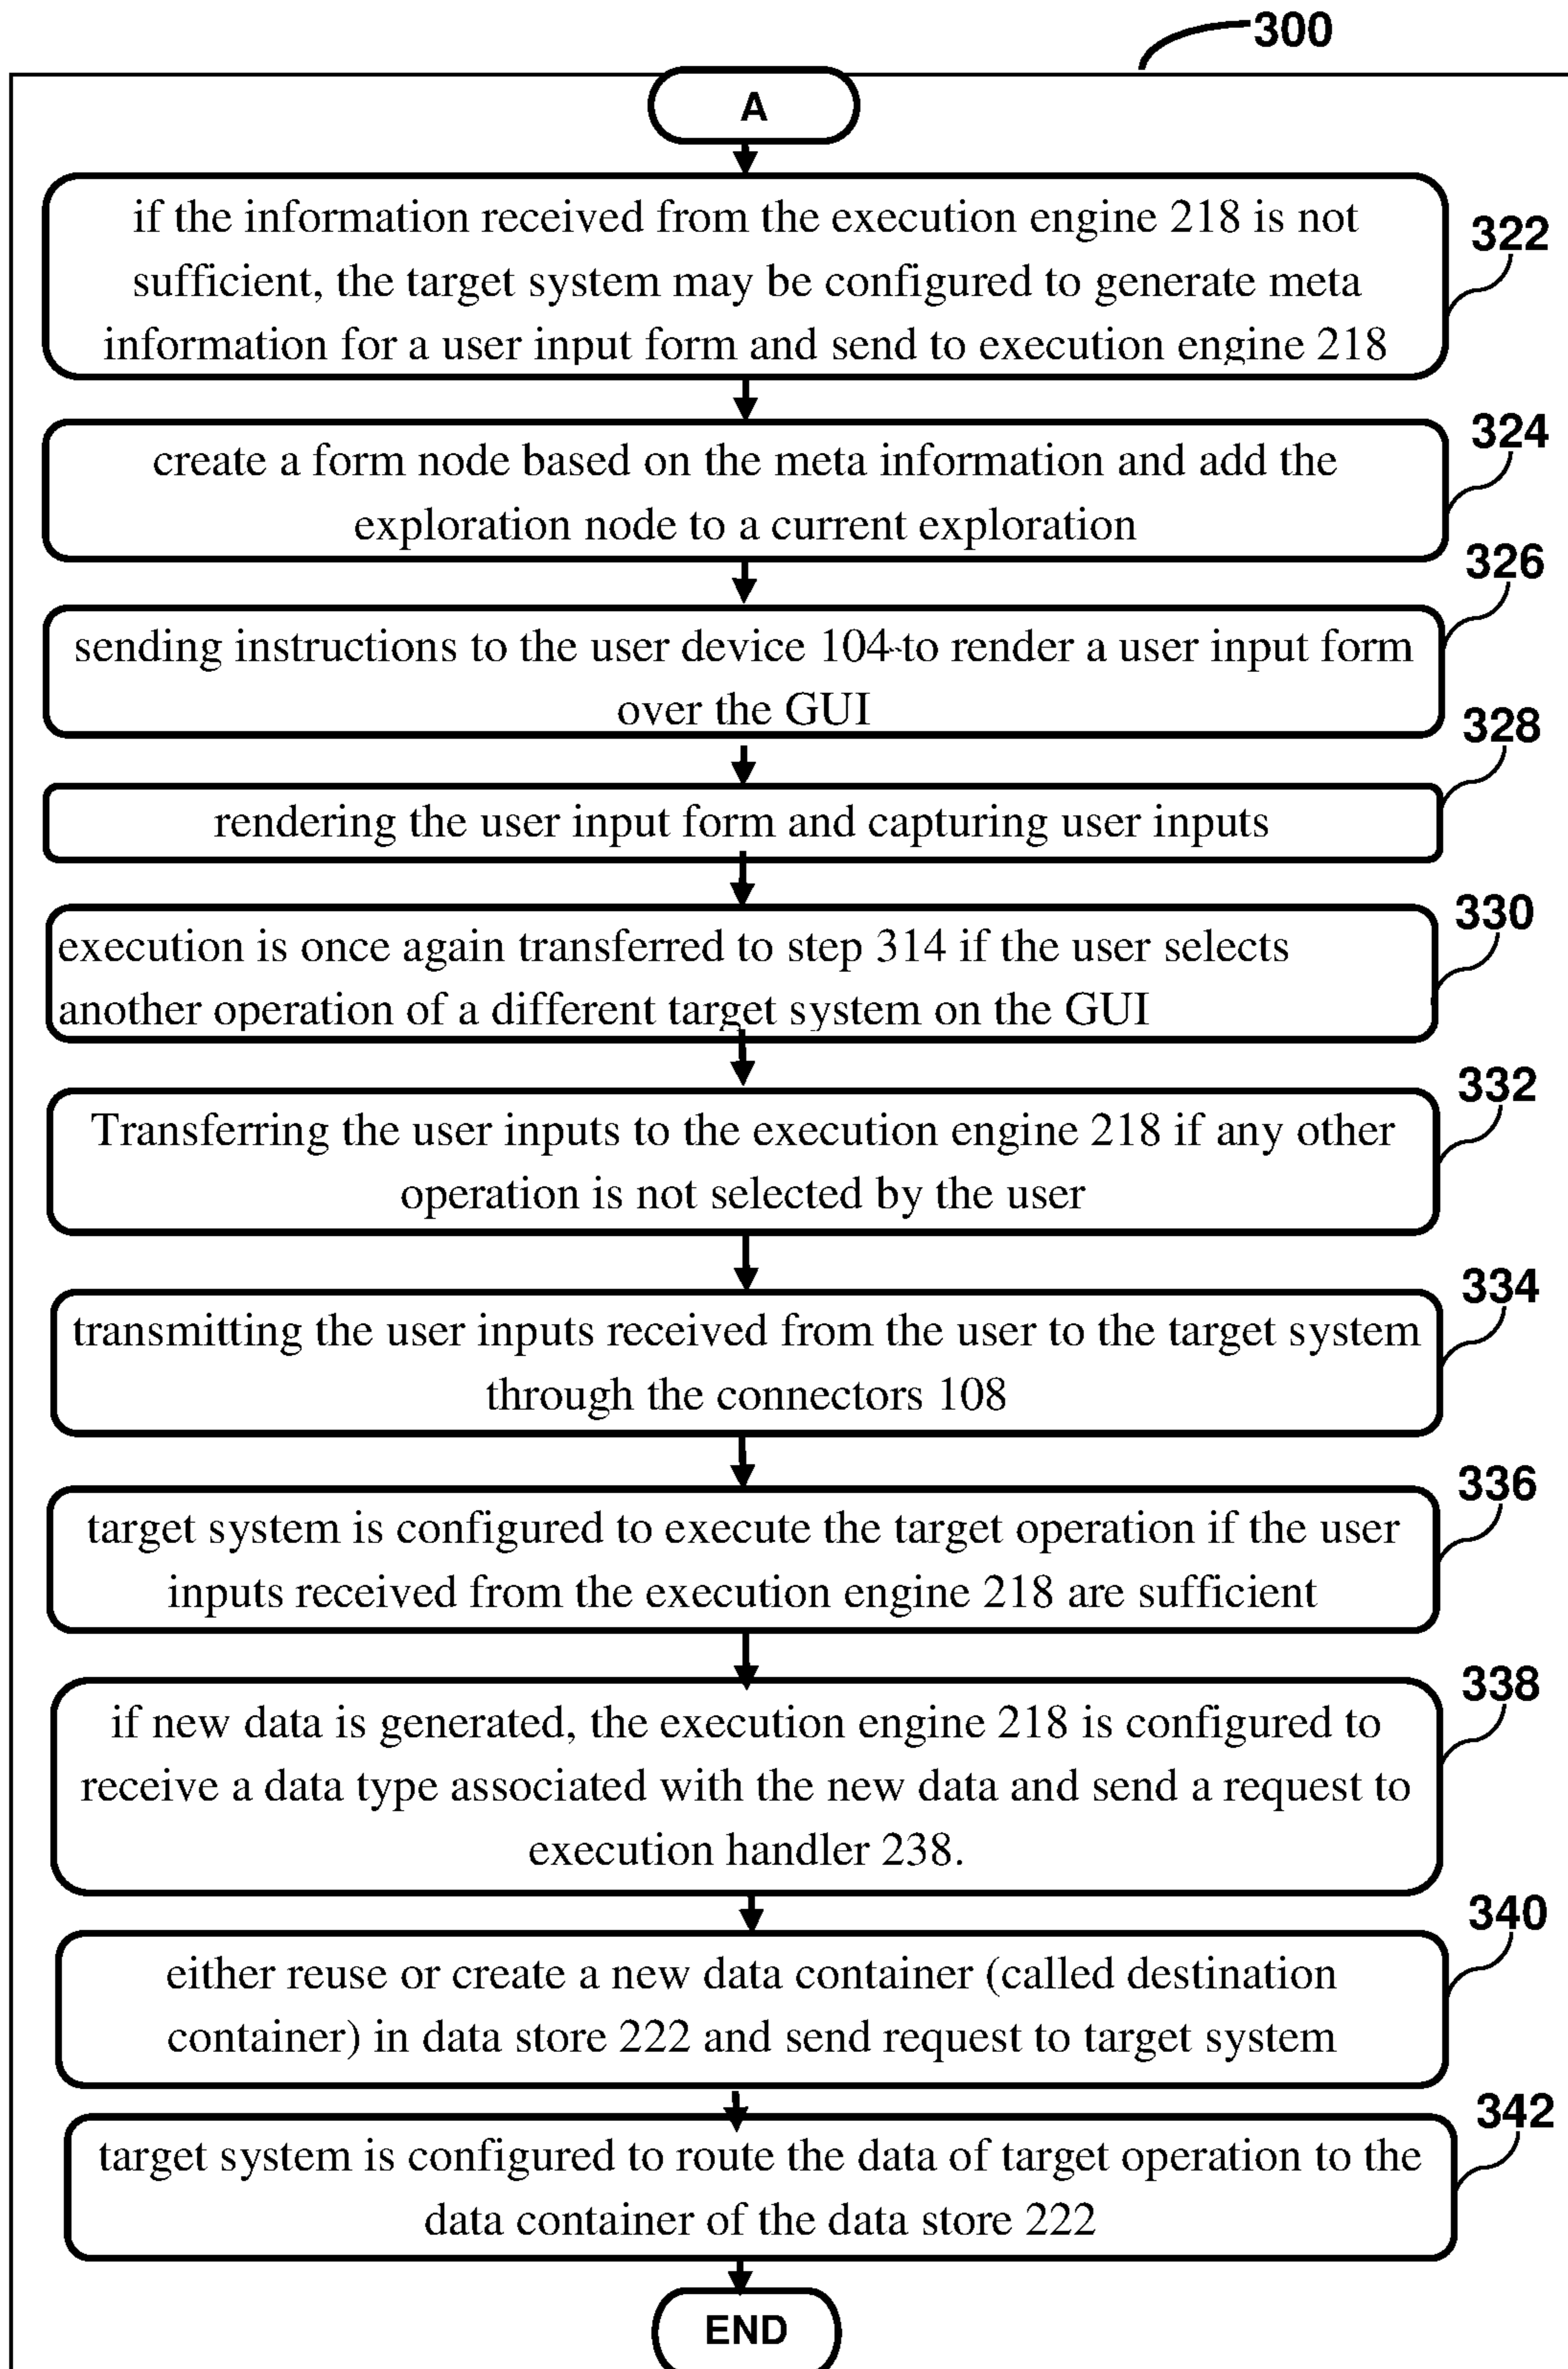 300
A
if the information received from the execution engine 218 is not
sufficient, the target system may be configured to generate meta
information for a user input form and send to execution engine 218
322
create a form node based on the meta information and add the
exploration node to a current exploration
324
sending instructions to the user device 104 to render a user input form
over the GUI
326
rendering the user input form and capturing user inputs
328
execution is once again transferred to step 314 if the user selects
another operation of a different target system on the GUI
330
Transferring the user inputs to the execution engine 218 if any other
operation is not selected by the user
332
transmitting the user inputs received from the user to the target system
through the connectors 108
334
target system is configured to execute the target operation if the user
inputs received from the execution engine 218 are sufficient
336
if new data is generated, the execution engine 218 is configured to
receive a data type associated with the new data and send a request to
execution handler 238.
338
either reuse or create a new data container (called destination
container) in data store 222 and send request to target system
340
target system is configured to route the data of target operation to the
data container of the data store 222
342
END